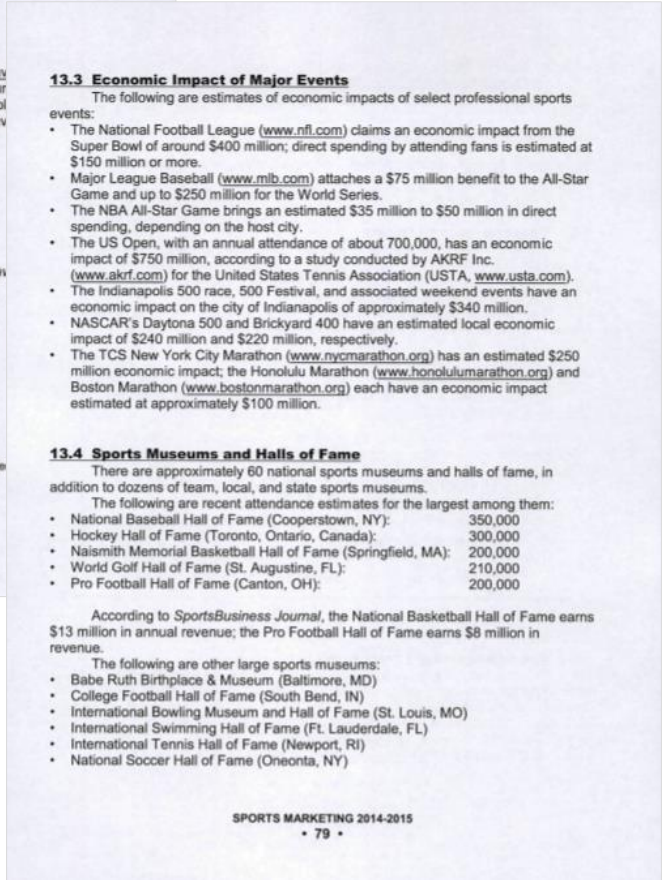 13.3 Economic Impact of Major Events
The following are estimates of economic impacts of select professional sports
events:
• The National Football League (www.nfl.com) claims an economic impact from the
Super Bowl of around $400 million; direct spending by attending fans is estimated at
$150 million or more.
• Major League Baseball (www.mlb.com) attaches a $75 million benefit to the All-Star
Game and up to $250 million for the World Series.
• The NBA All-Star Game brings an estimated $35 million to $50 million in direct
spending, depending on the host city.
• The US Open, with an annual attendance of about 700,000, has an economic
impact of $750 million, according to a study conducted by AKRF Inc.
(www.akrf.com) for the United States Tennis Association (USTA, www.usta.com).
• The Indianapolis 500 race, 500 Festival, and associated weekend events have an
economic impact on the city of Indianapolis of approximately $340 million.
• NASCAR's Daytona 500 and Brickyard 400 have an estimated local economic
impact of $240 million and $220 million, respectively.
• The TCS New York City Marathon (www.nycmarathon.org) has an estimated $250
million economic impact; the Honolulu Marathon (www.honolulumarathon.org) and
Boston Marathon (www.bostonmarathon.org) each have an economic impact
estimated at approximately $100 million.
13.4 Sports Museums and Halls of Fame
There are approximately 60 national sports museums and halls of fame, in
addition to dozens of team, local, and state sports museums.
The following are recent attendance estimates for the largest among them:
• National Baseball Hall of Fame (Cooperstown, NY): 350,000
• Hockey Hall of Fame (Toronto, Ontario, Canada): 300,000
• Naismith Memorial Basketball Hall of Fame (Springfield, MA): 200,000
• World Golf Hall of Fame (St. Augustine, FL): 210,000
• Pro Football Hall of Fame (Canton, OH): 200,000
According to SportsBusiness Journal, the National Basketball Hall of Fame earns
$13 million in annual revenue; the Pro Football Hall of Fame earns $8 million in
revenue.
The following are other large sports museums:
• Babe Ruth Birthplace & Museum (Baltimore, MD)
• College Football Hall of Fame (South Bend, IN)
• International Bowling Museum and Hall of Fame (St. Louis, MO)
• International Swimming Hall of Fame (Ft. Lauderdale, FL)
• International Tennis Hall of Fame (Newport, RI)
• National Soccer Hall of Fame (Oneonta, NY)
SPORTS MARKETING 2014-2015
• 79 •